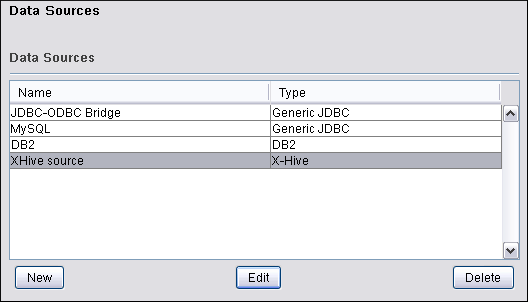 Data Sources
Data Sources
Name Type
JDBC-ODBC Bridge Generic JDBC
MySQL Generic JDBC
DB2 DB2
XHive source X-Hive
New Edit Delete